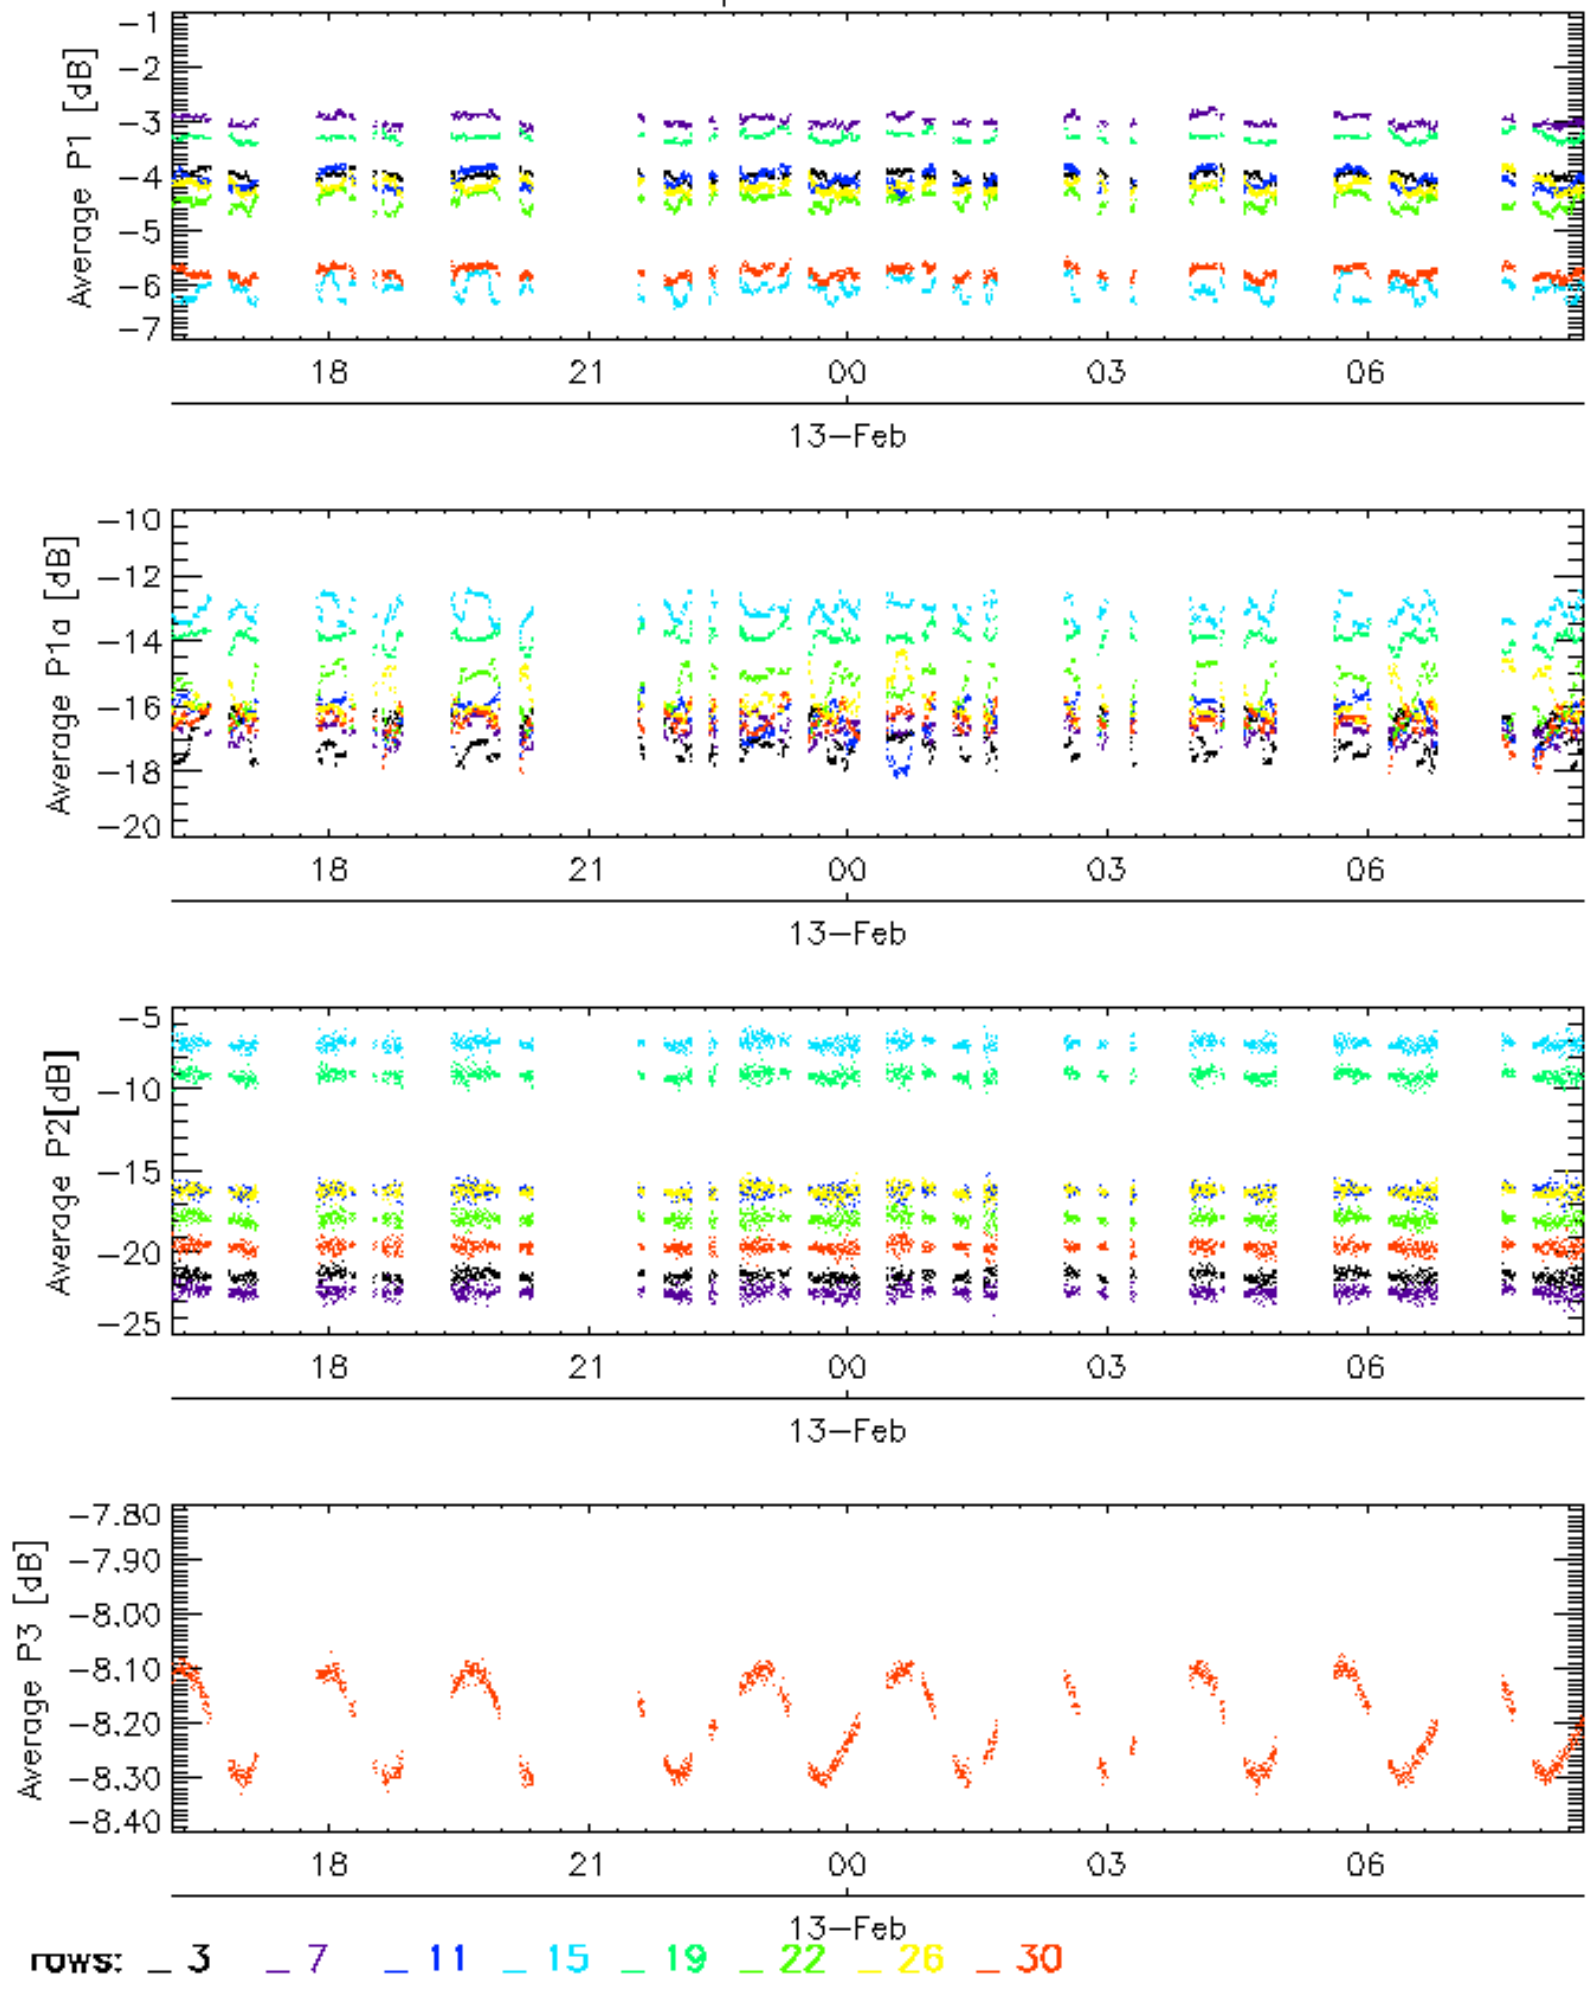 Average P1 [dB]
−1
−2
−3
−4
−5
−6
−7
18 21 00 03 06
13−Feb
Average P1a [dB]
−10
−12
−14
−16
−18
−20
18 21 00 03 06
13−Feb
Average P2[dB]
−5
−10
−15
−20
−25
18 21 00 03 06
13−Feb
Average P3 [dB]
−7.80
−7.90
−8.00
−8.10
−8.20
−8.30
−8.40
18 21 00 03 06
13−Feb
rows: _ 3 _ 7 _ 11 _ 15 _ 19 _ 22 _ 26 _ 30